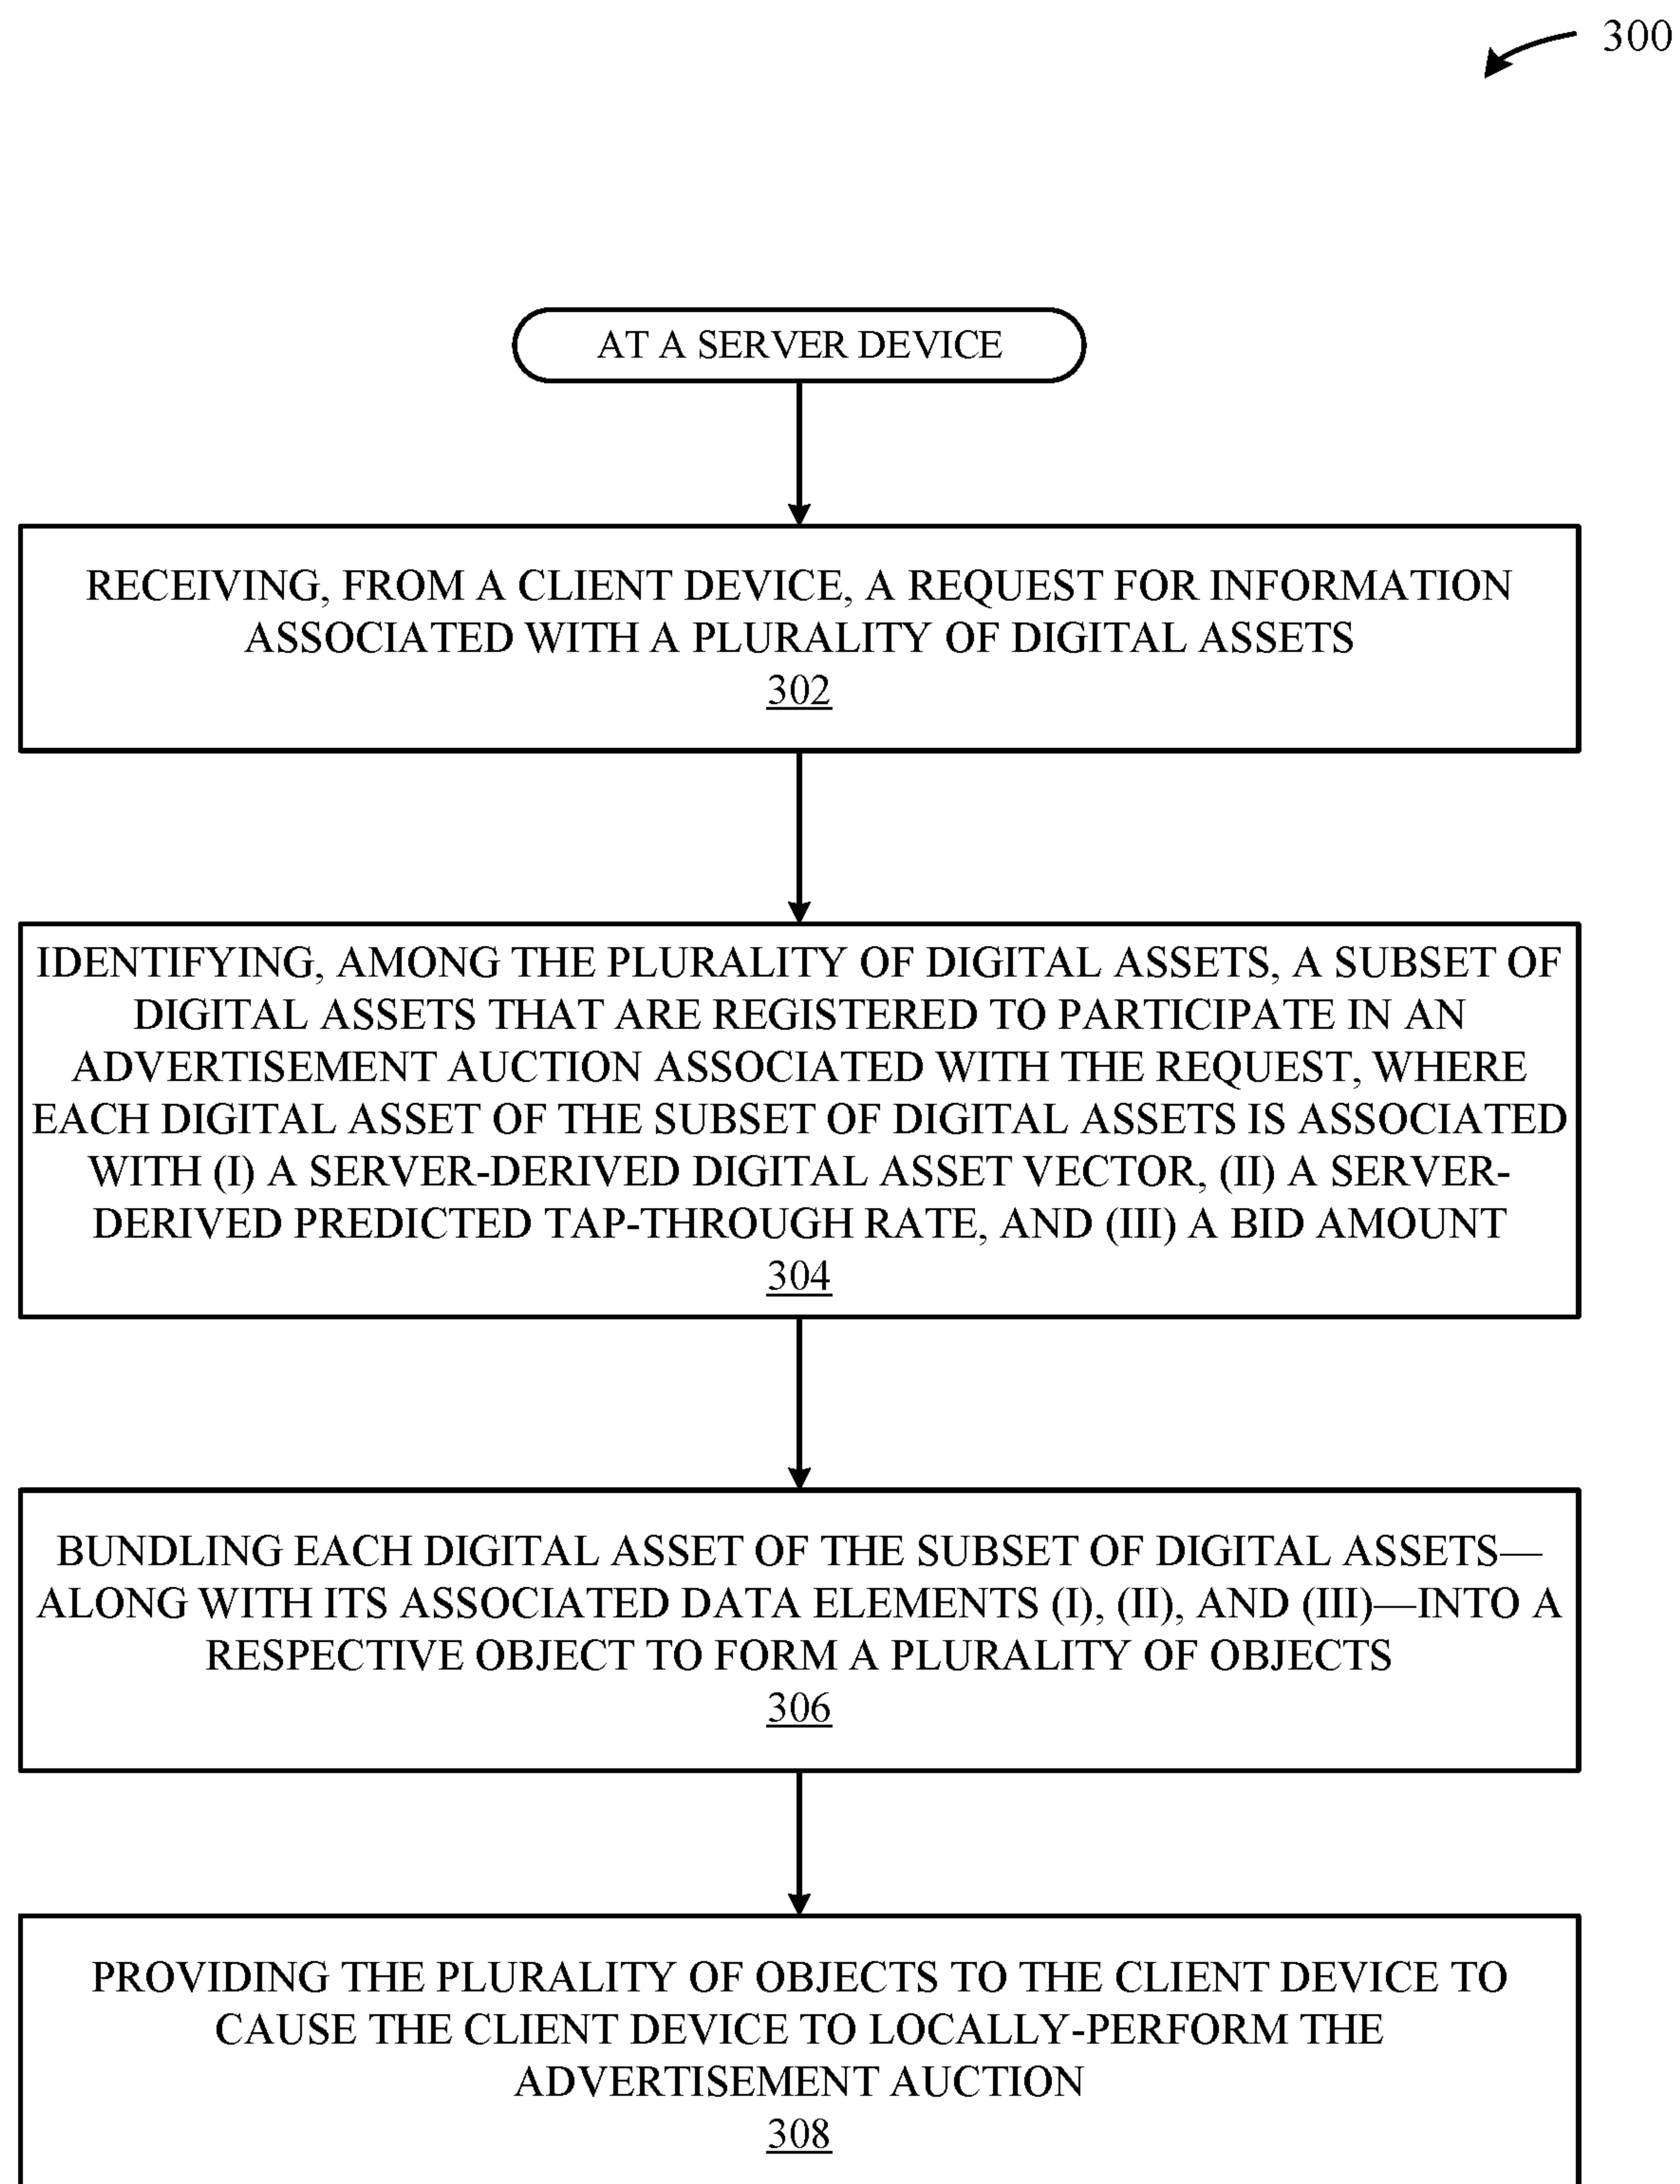 300
AT A SERVER DEVICE
RECEIVING, FROM A CLIENT DEVICE, A REQUEST FOR INFORMATION
ASSOCIATED WITH A PLURALITY OF DIGITAL ASSETS
302
IDENTIFYING, AMONG THE PLURALITY OF DIGITAL ASSETS, A SUBSET OF
DIGITAL ASSETS THAT ARE REGISTERED TO PARTICIPATE IN AN
ADVERTISEMENT AUCTION ASSOCIATED WITH THE REQUEST, WHERE
EACH DIGITAL ASSET OF THE SUBSET OF DIGITAL ASSETS IS ASSOCIATED
WITH (I) A SERVER-DERIVED DIGITAL ASSET VECTOR, (II) A SERVER-
DERIVED PREDICTED TAP-THROUGH RATE, AND (III) A BID AMOUNT
304
BUNDLING EACH DIGITAL ASSET OF THE SUBSET OF DIGITAL ASSETS—
ALONG WITH ITS ASSOCIATED DATA ELEMENTS (I), (II), AND (III)—INTO A
RESPECTIVE OBJECT TO FORM A PLURALITY OF OBJECTS
306
PROVIDING THE PLURALITY OF OBJECTS TO THE CLIENT DEVICE TO
CAUSE THE CLIENT DEVICE TO LOCALLY-PERFORM THE
ADVERTISEMENT AUCTION
308